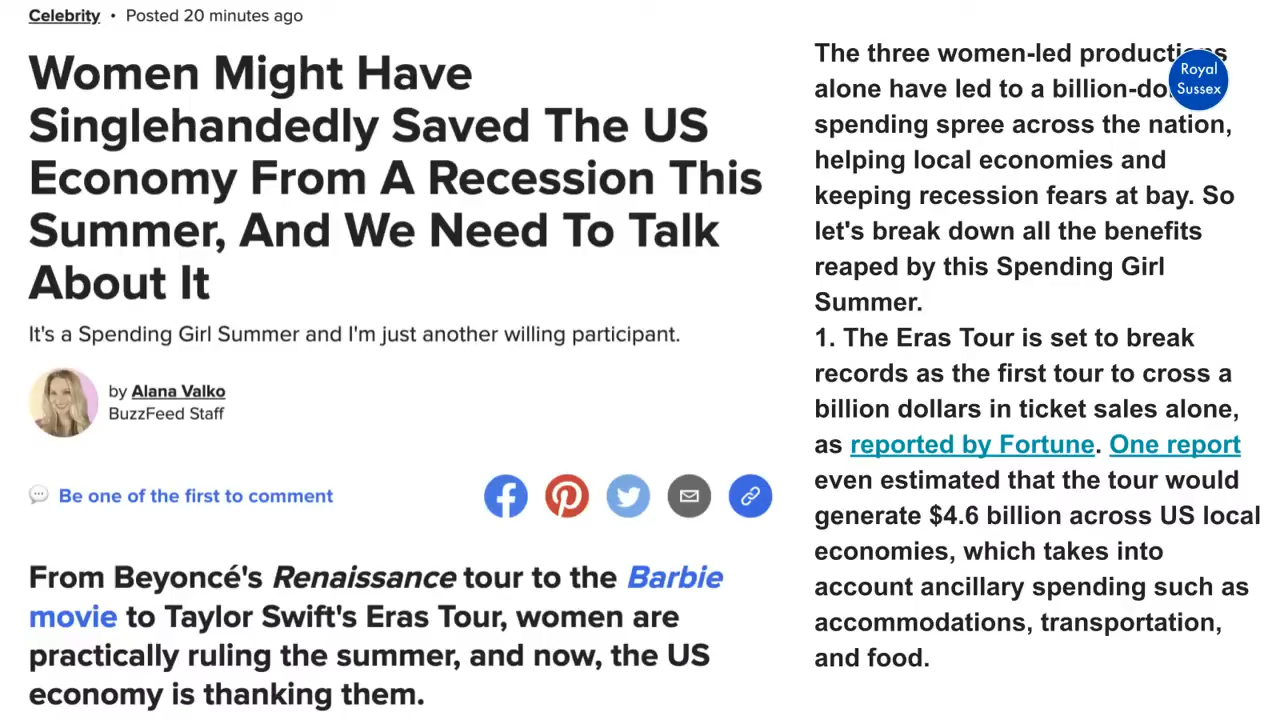 Celebrity • Posted 20 minutes ago
Women Might Have
Singlehandedly Saved The US
Economy From A Recession This
Summer, And We Need To Talk
About It
It's a Spending Girl Summer and I'm just another willing participant.
by Alana Valko
BuzzFeed Staff
Be one of the first to comment
From Beyoncé's Renaissance tour to the Barbie
movie to Taylor Swift's Eras Tour, women are
practically ruling the summer, and now, the US
economy is thanking them.
The three women-led productions
alone have led to a
spending spree across the nation,
helping local economies and
keeping recession fears at bay. So
let's break down all the benefits
reaped by this Spending Girl
Summer.
1. The Eras Tour is set to break
records as the first tour to cross a
billion dollars in ticket sales alone,
as reported by Fortune. One report
even estimated that the tour would
generate $4.6 billion across US local
economies, which takes into
account ancillary spending such as
accommodations, transportation,
and food.
Royal
Sussex